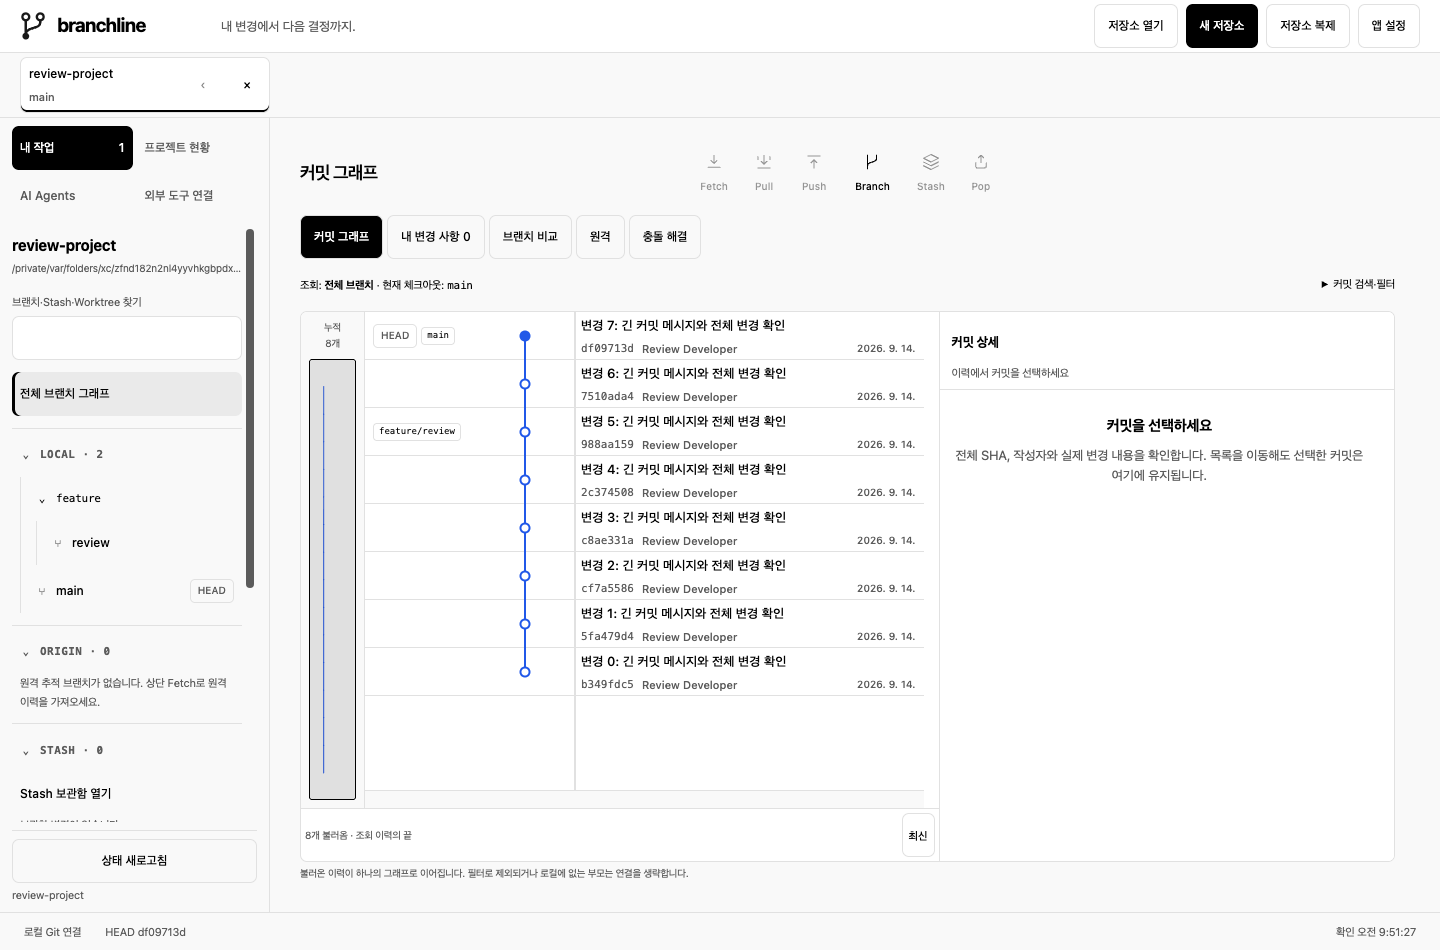 branchline
내 변경에서 다음 결정까지.
저장소 열기
새 저장소
저장소 복제
앱 설정
review-project
main
내 작업 1
프로젝트 현황
AI Agents
외부 도구 연결
review-project
/private/var/folders/xc/zfnd182n2nl4yyvhkgbpdx...
브랜치·Stash·Worktree 찾기
전체 브랜치 그래프
LOCAL · 2
feature
review
main HEAD
ORIGIN · 0
원격 추적 브랜치가 없습니다. 상단 Fetch로 원격
이력을 가져오세요.
STASH · 0
Stash 보관함 열기
상태 새로고침
review-project
커밋 그래프
Fetch
Pull
Push
Branch
Stash
Pop
커밋 그래프
내 변경 사항 0
브랜치 비교
원격
충돌 해결
조회: 전체 브랜치 · 현재 체크아웃: main
▶ 커밋 검색·필터
누적
8개
HEAD main
변경 7: 긴 커밋 메시지와 전체 변경 확인
df09713d Review Developer 2026. 9. 14.
변경 6: 긴 커밋 메시지와 전체 변경 확인
7510ada4 Review Developer 2026. 9. 14.
feature/review
변경 5: 긴 커밋 메시지와 전체 변경 확인
988aa159 Review Developer 2026. 9. 14.
변경 4: 긴 커밋 메시지와 전체 변경 확인
2c374508 Review Developer 2026. 9. 14.
변경 3: 긴 커밋 메시지와 전체 변경 확인
c8ae331a Review Developer 2026. 9. 14.
변경 2: 긴 커밋 메시지와 전체 변경 확인
cf7a5586 Review Developer 2026. 9. 14.
변경 1: 긴 커밋 메시지와 전체 변경 확인
5fa479d4 Review Developer 2026. 9. 14.
변경 0: 긴 커밋 메시지와 전체 변경 확인
b349fdc5 Review Developer 2026. 9. 14.
8개 불러옴 · 조회 이력의 끝
최신
커밋 상세
이력에서 커밋을 선택하세요
커밋을 선택하세요
전체 SHA, 작성자와 실제 변경 내용을 확인합니다. 목록을 이동해도 선택한 커밋은
여기에 유지됩니다.
불러온 이력이 하나의 그래프로 이어집니다. 필터로 제외되거나 로컬에 없는 부모는 연결을 생략합니다.
로컬 Git 연결
HEAD df09713d
확인 오전 9:51:27